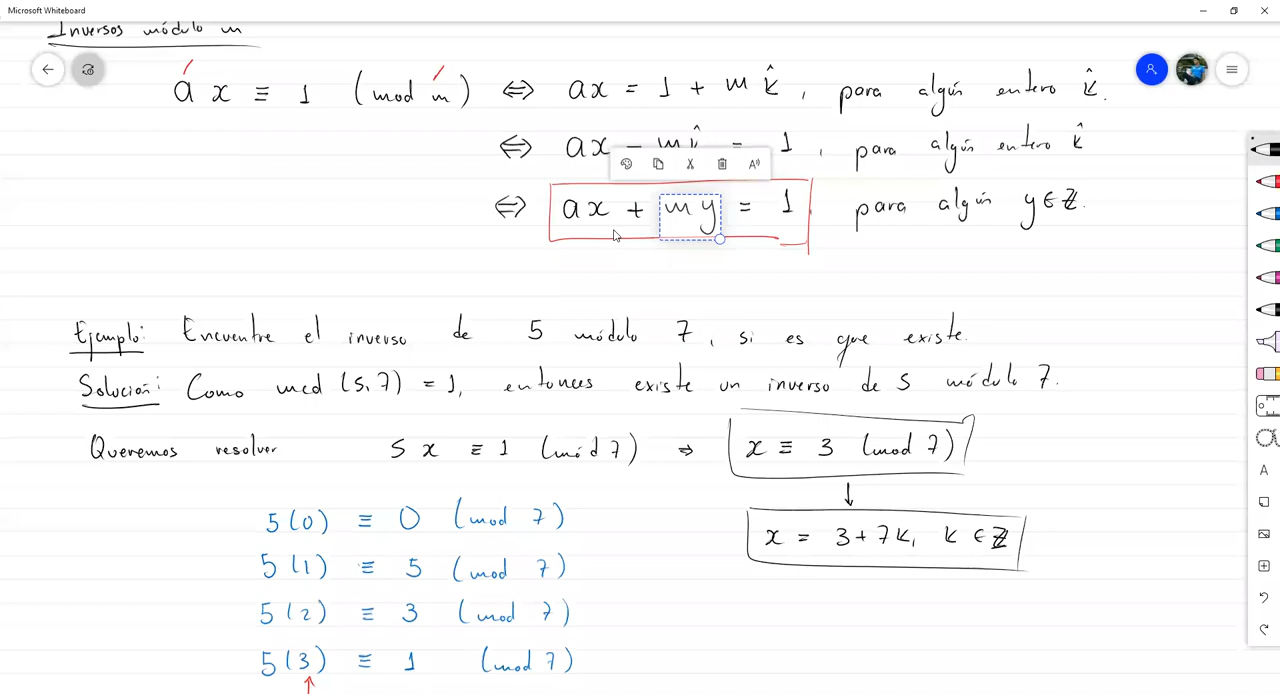 Microsoft Whiteboard
Inversos módulo m
a x ≡ 1 (mod m) ⇔ ax = 1 + m k̂, para algún entero k̂.
⇔ ax - m k̂ = 1, para algún entero k̂
⇔ ax + my = 1, para algún y ∈ ℤ.
Ejemplo: Encuentre el inverso de 5 módulo 7, si es que existe.
Solución: Como mcd (5,7) = 1, entonces existe un inverso de 5 módulo 7.
Queremos resolver 5 x ≡ 1 (mód 7) ⇒ x ≡ 3 (mod 7)
x = 3 + 7k, k ∈ ℤ
5(0) ≡ 0 (mod 7)
5(1) ≡ 5 (mod 7)
5(2) ≡ 3 (mod 7)
5(3) ≡ 1 (mod 7)